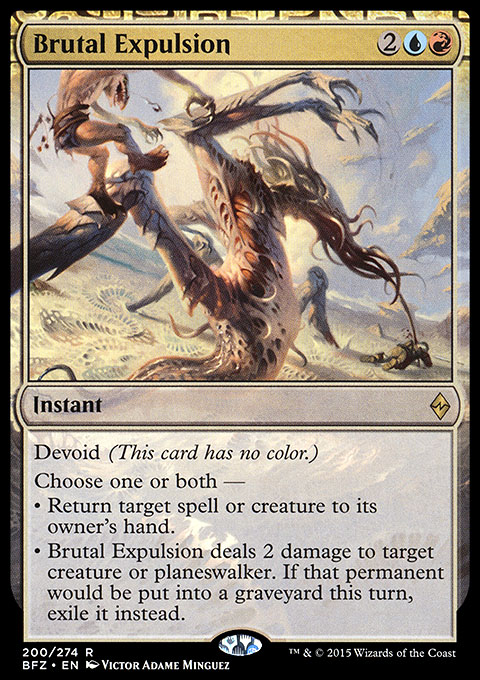 Brutal Expulsion 2
Instant
Devoid (This card has no color.)
Choose one or both —
• Return target spell or creature to its
owner's hand.
• Brutal Expulsion deals 2 damage to target
creature or planeswalker. If that permanent
would be put into a graveyard this turn,
exile it instead.
200/274 R
BFZ • EN Victor Adame Minguez
™ & © 2015 Wizards of the Coast